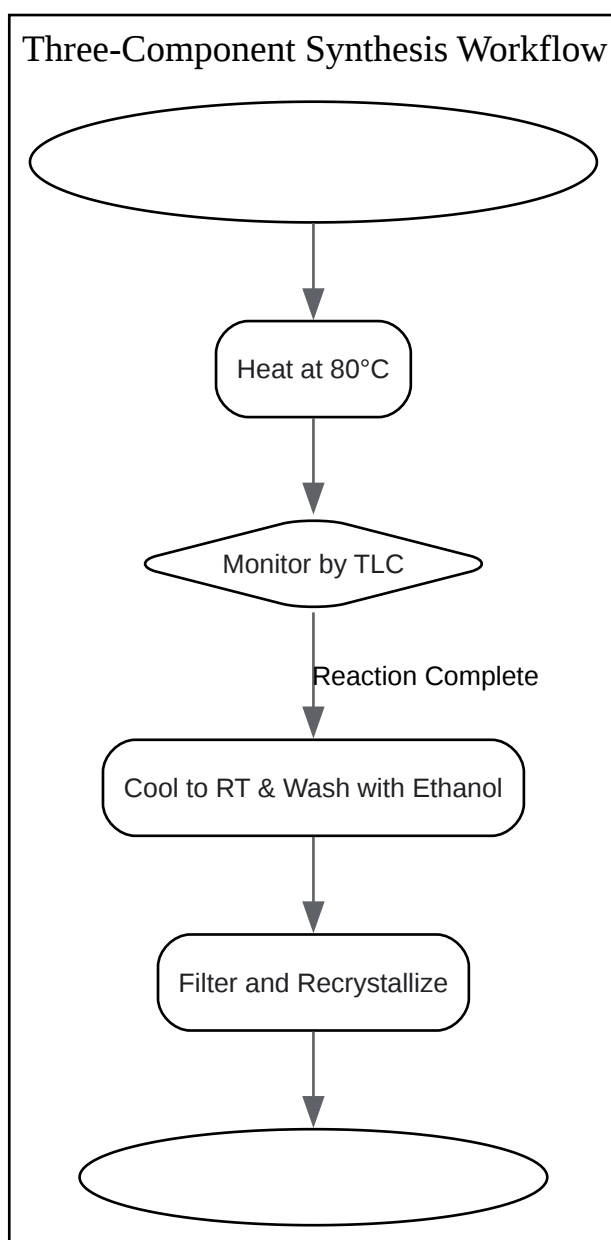 Three-Component Synthesis Workflow
Heat at 80°C
Monitor by TLC
Reaction Complete
Cool to RT & Wash with Ethanol
Filter and Recrystallize